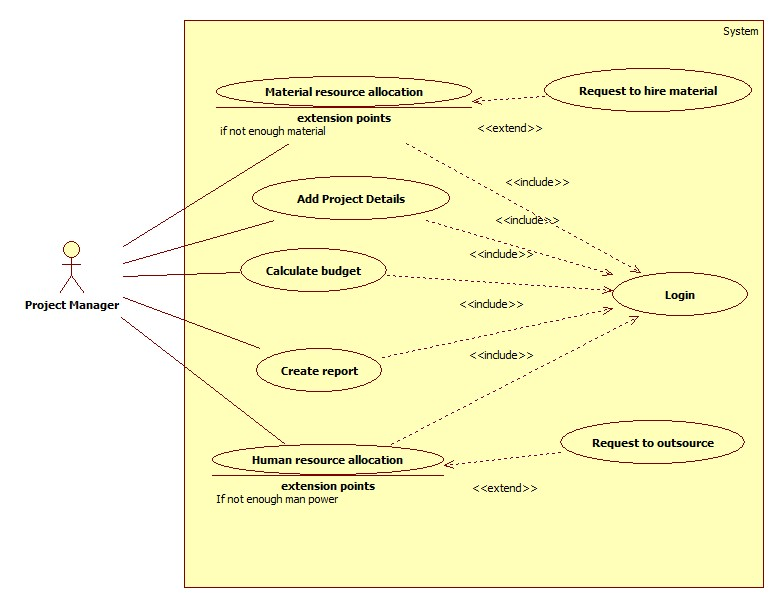 System
Material resource allocation
Request to hire material
extension points
if not enough material
<<extend>>
<<include>>
Add Project Details
<<include>>
<<include>>
Calculate budget
Project Manager
Login
<<include>>
<<include>>
Create report
Human resource allocation
Request to outsource
extension points
If not enough man power
<<extend>>